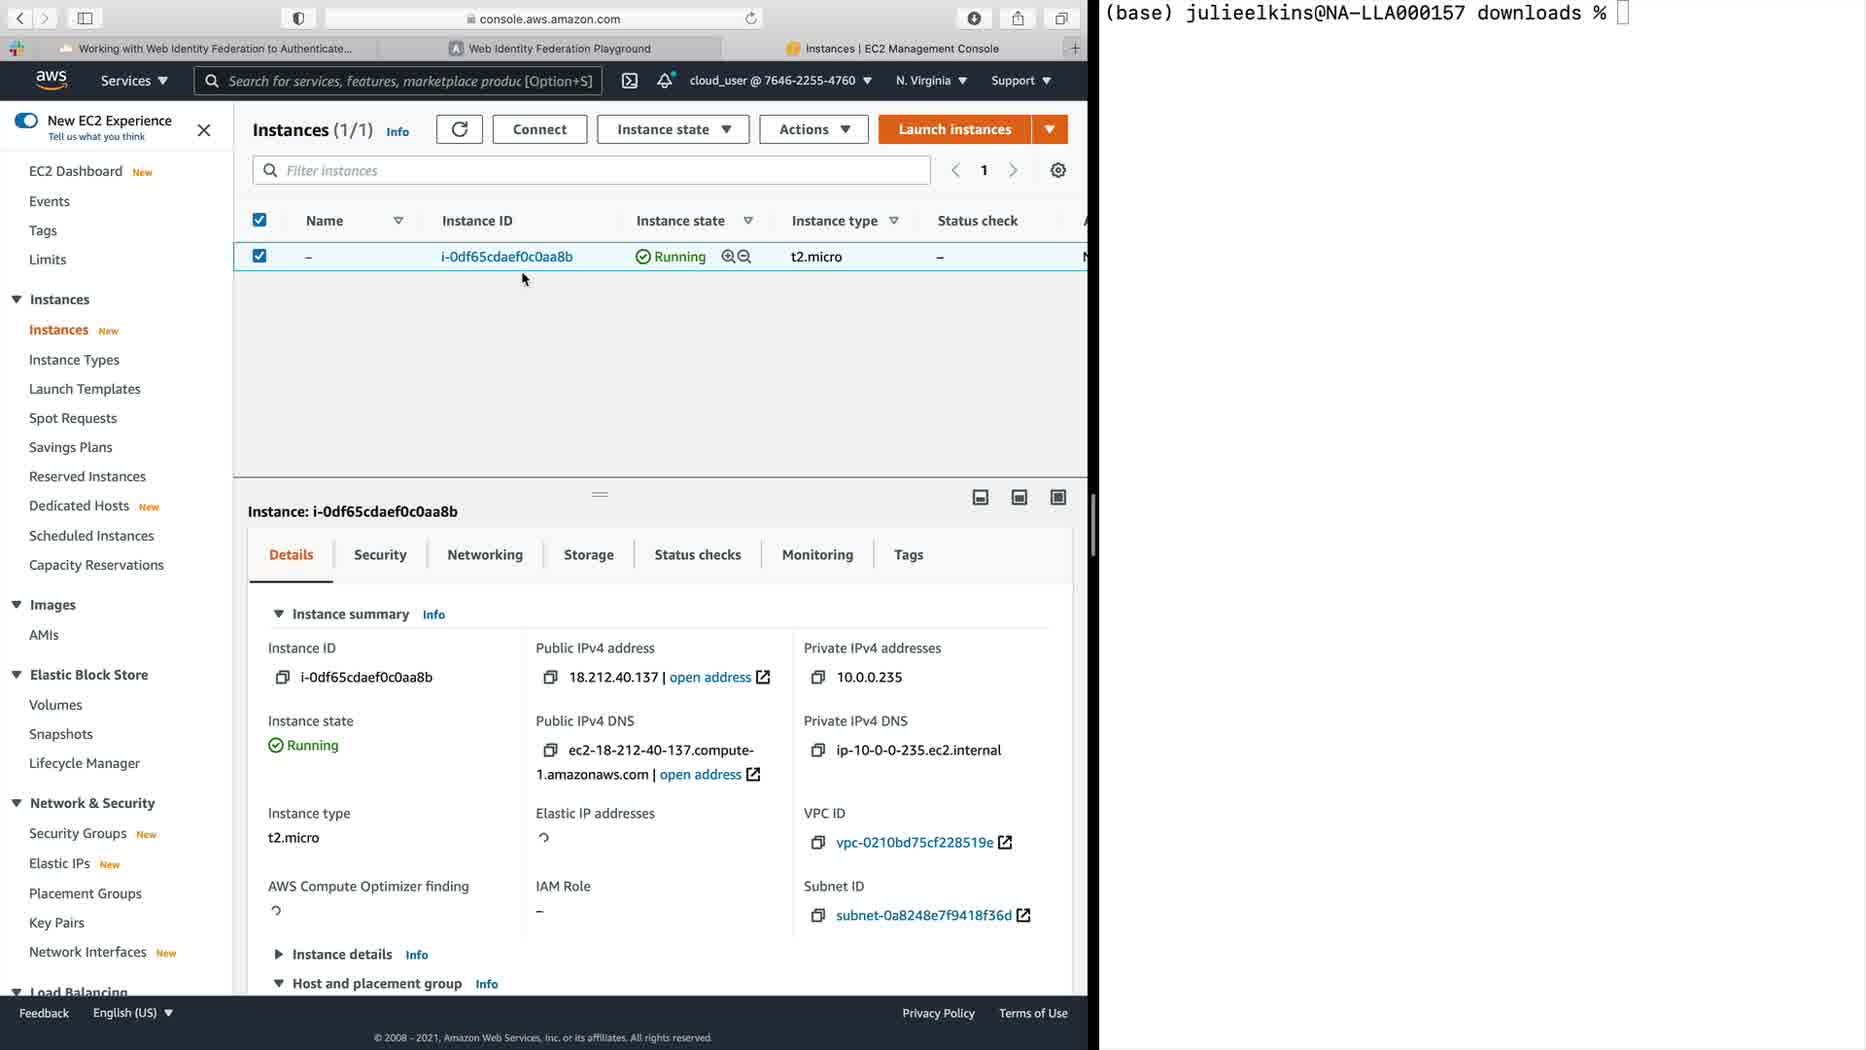 console.aws.amazon.com
Working with Web Identity Federation to Authenticate...
Web Identity Federation Playground
Instances | EC2 Management Console
aws
Services
Search for services, features, marketplace produc [Option+S]
cloud_user @ 7646-2255-4760
N. Virginia
Support
New EC2 Experience
Tell us what you think
EC2 Dashboard New
Events
Tags
Limits
Instances
Instances New
Instance Types
Launch Templates
Spot Requests
Savings Plans
Reserved Instances
Dedicated Hosts New
Scheduled Instances
Capacity Reservations
Images
AMIs
Elastic Block Store
Volumes
Snapshots
Lifecycle Manager
Network & Security
Security Groups New
Elastic IPs New
Placement Groups
Key Pairs
Network Interfaces New
Load Balancing
Instances (1/1) Info
Connect
Instance state
Actions
Launch instances
Filter instances
1
Name Instance ID Instance state Instance type Status check
– i-0df65cdaef0c0aa8b Running t2.micro –
Instance: i-0df65cdaef0c0aa8b
Details Security Networking Storage Status checks Monitoring Tags
Instance summary Info
Instance ID
i-0df65cdaef0c0aa8b
Public IPv4 address
18.212.40.137 | open address
Private IPv4 addresses
10.0.0.235
Instance state
Running
Public IPv4 DNS
ec2-18-212-40-137.compute-
1.amazonaws.com | open address
Private IPv4 DNS
ip-10-0-0-235.ec2.internal
Instance type
t2.micro
Elastic IP addresses
VPC ID
vpc-0210bd75cf228519e
AWS Compute Optimizer finding
IAM Role
–
Subnet ID
subnet-0a8248e7f9418f36d
Instance details Info
Host and placement group Info
Feedback
English (US)
Privacy Policy
Terms of Use
© 2008 - 2021, Amazon Web Services, Inc. or its affiliates. All rights reserved.
(base) julieelkins@NA-LLA000157 downloads %